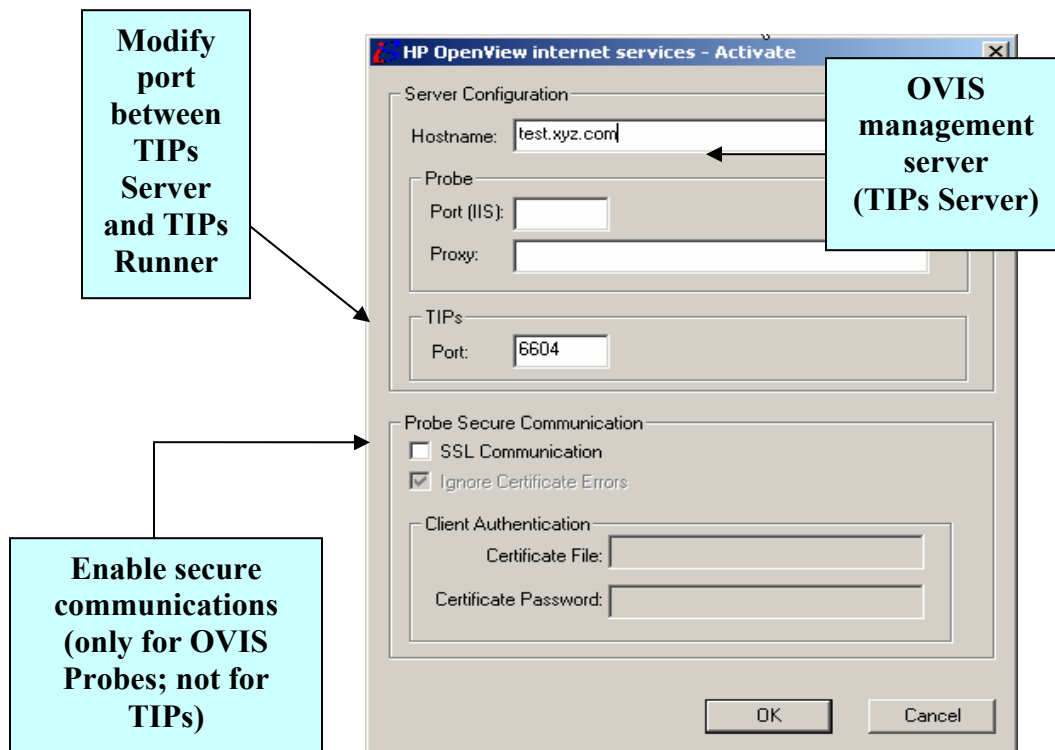 Modify
port
between
TIPs
Server
and TIPs
Runner
HP OpenView internet services - Activate
Server Configuration
Hostname: test.xyz.com
OVIS
management
server
(TIPs Server)
Probe
Port (IIS):
Proxy:
TIPs
Port: 6604
Probe Secure Communication
SSL Communication
Ignore Certificate Errors
Client Authentication
Certificate File:
Certificate Password:
Enable secure
communications
(only for OVIS
Probes; not for
TIPs)
OK Cancel